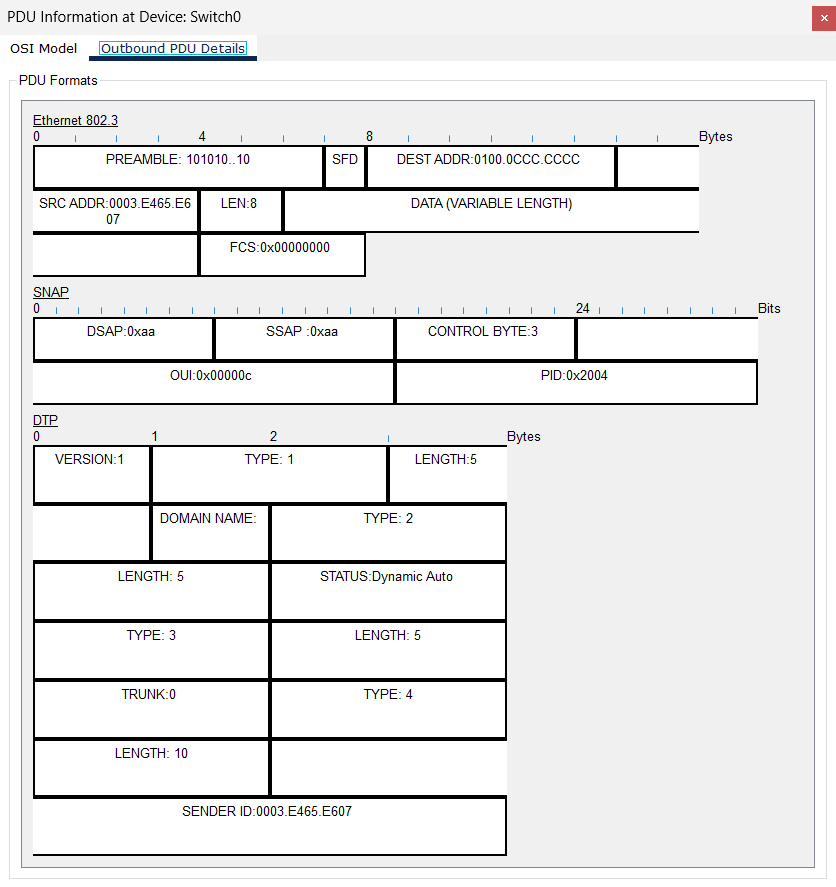 PDU Information at Device: Switch0
×
OSI Model Outbound PDU Details
PDU Formats
Ethernet 802.3
0 4 8 Bytes
PREAMBLE: 101010..10 SFD DEST ADDR:0100.0CCC.CCCC
SRC ADDR:0003.E465.E6 LEN:8 DATA (VARIABLE LENGTH)
07
FCS:0x00000000
SNAP
0 24 Bits
DSAP:0xaa SSAP :0xaa CONTROL BYTE:3
OUI:0x00000c PID:0x2004
DTP
0 1 2 Bytes
VERSION:1 TYPE: 1 LENGTH:5
DOMAIN NAME: TYPE: 2
LENGTH: 5 STATUS:Dynamic Auto
TYPE: 3 LENGTH: 5
TRUNK:0 TYPE: 4
LENGTH: 10
SENDER ID:0003.E465.E607